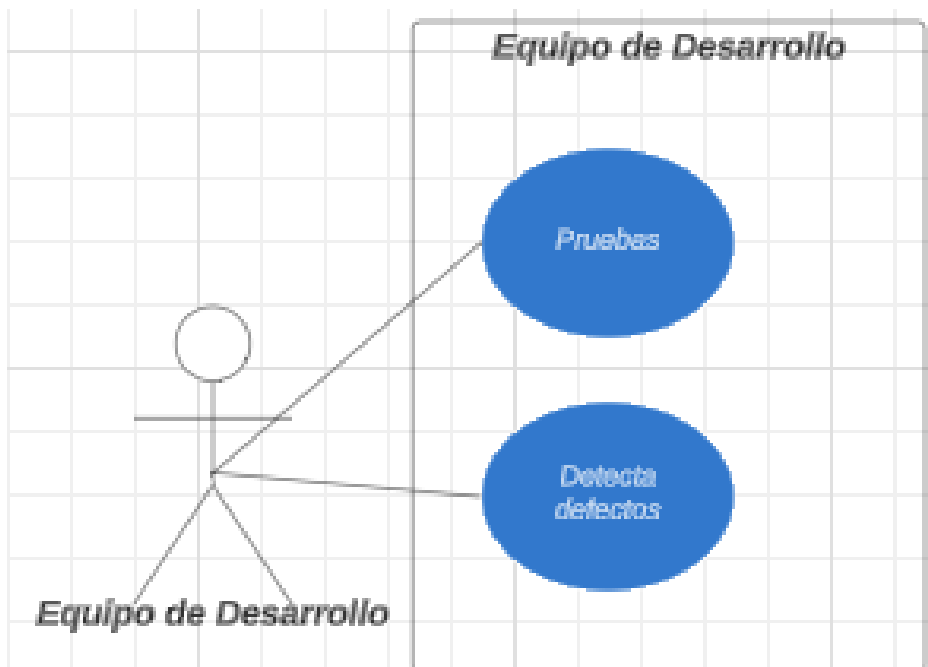 Equipo de Desarrollo
Pruebas
Detecta
defectos
Equipo de Desarrollo